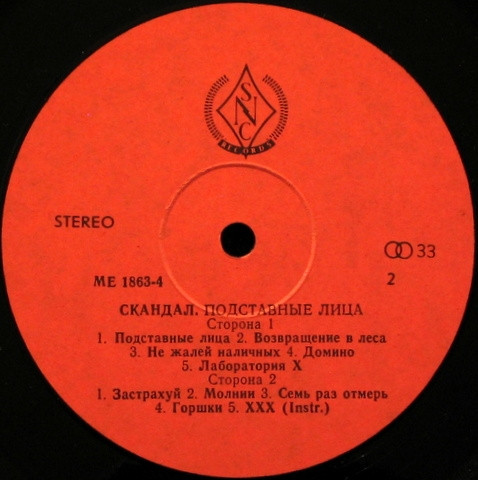 SNC
RECORDS
STEREO
33
ME 1863-4
2
СКАНДАЛ. ПОДСТАВНЫЕ ЛИЦА
Сторона 1
1. Подставные лица 2. Возвращение в леса
3. Не жалей наличных 4. Домино
5. Лаборатория X
Сторона 2
1. Застрахуй 2. Молнии 3. Семь раз отмерь
4. Горшки 5. XXX (Instr.)